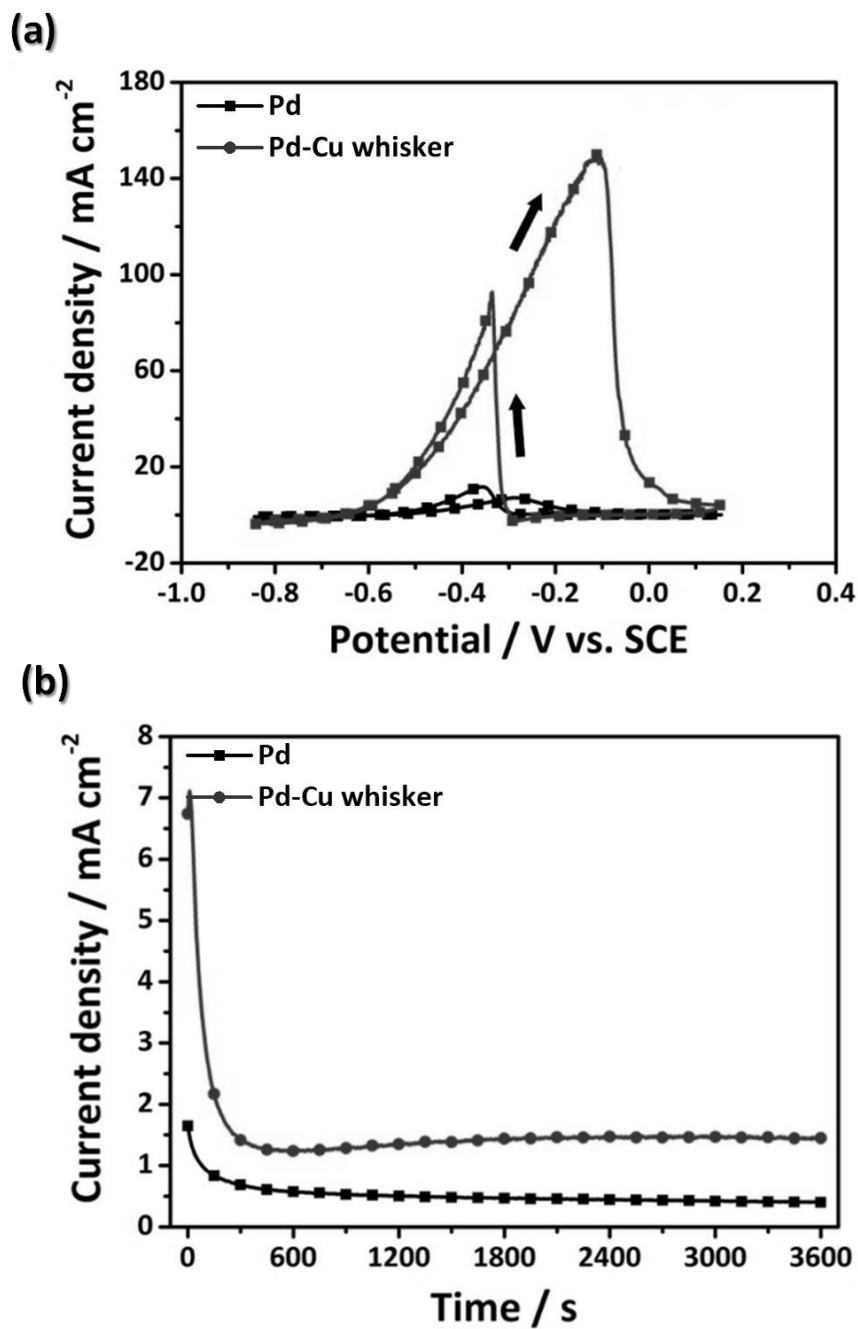 (a)
Current density / mA cm⁻²
180
140
100
60
20
-20
Pd
Pd-Cu whisker
-1.0 -0.8 -0.6 -0.4 -0.2 0.0 0.2 0.4
Potential / V vs. SCE
(b)
Current density / mA cm⁻²
8
7
6
5
4
3
2
1
0
Pd
Pd-Cu whisker
0 600 1200 1800 2400 3000 3600
Time / s